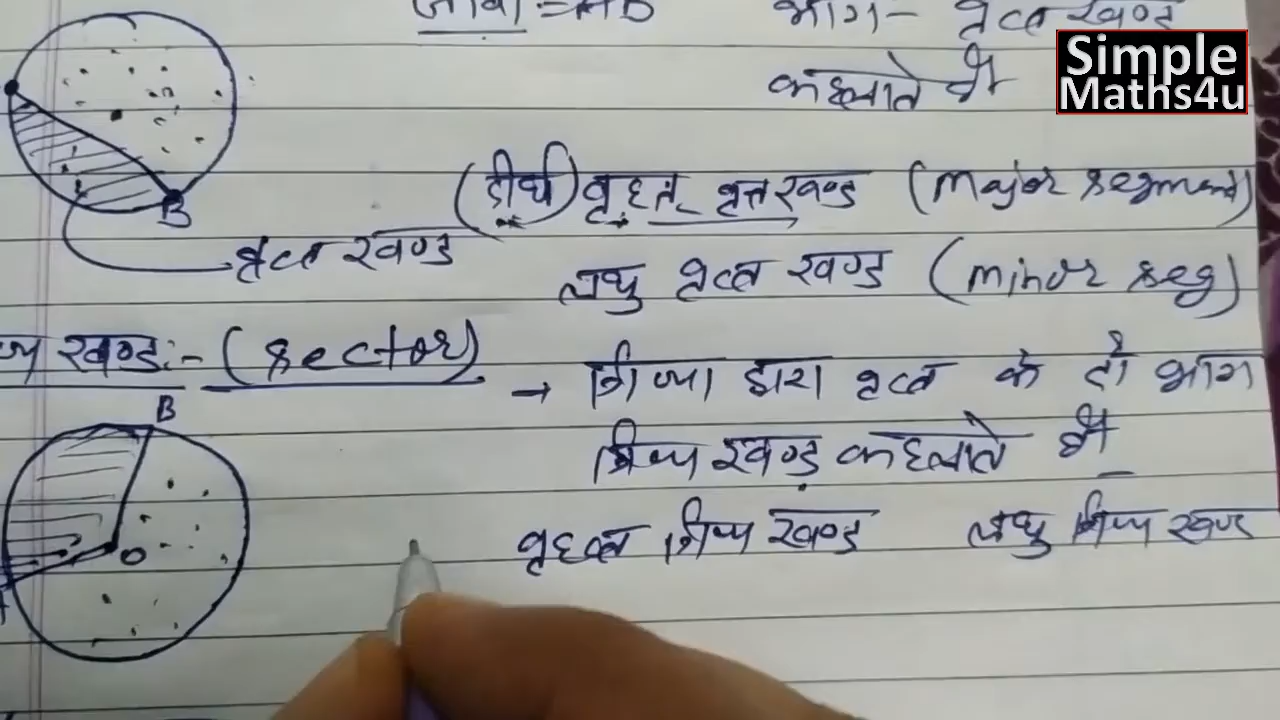 जीवा = AB भाग - वृत्त खण्ड
कहलाते है
Simple
Maths4u
(दीर्घ) वृहत् वृत्तखण्ड (Major segment)
B
वृत्त खण्ड
लघु वृत्त खण्ड (minor seg)
ज्य खण्ड :- (sector) → त्रिज्या द्वारा वृत्त के दो भाग
B
त्रिज्य खण्ड कहलाते है
वृहत्त त्रिज्य खण्ड लघु त्रिज्य खण्ड
O